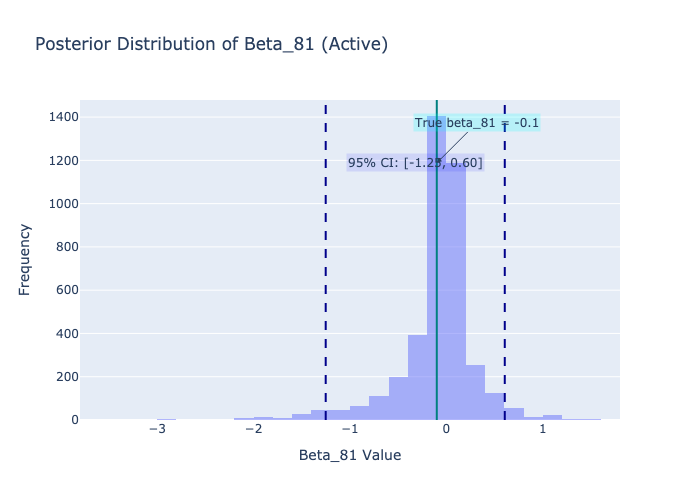 Posterior Distribution of Beta_81 (Active)
1400
1200
1000
800
600
400
200
0
Frequency
True beta_81 = -0.1
95% CI: [-1.25, 0.60]
−3
−2
−1
0
1
Beta_81 Value